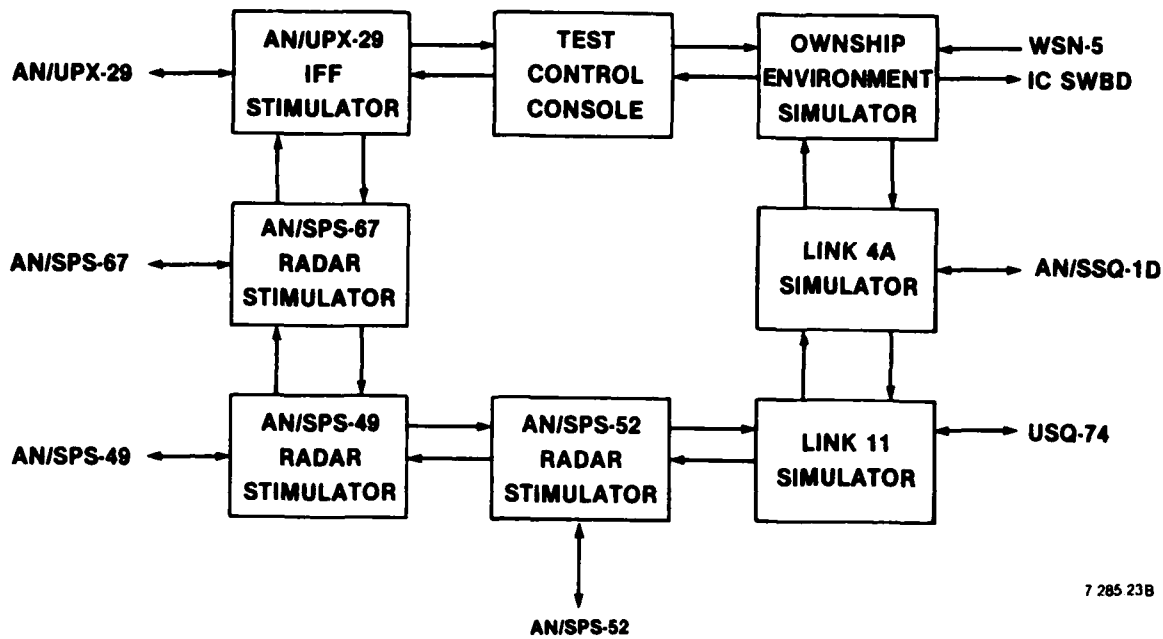 AN/UPX-29
AN/UPX-29
IFF
STIMULATOR
TEST
CONTROL
CONSOLE
OWNSHIP
ENVIRONMENT
SIMULATOR
WSN-5
IC SWBD
AN/SPS-67
AN/SPS-67
RADAR
STIMULATOR
LINK 4A
SIMULATOR
AN/SSQ-1D
AN/SPS-49
AN/SPS-49
RADAR
STIMULATOR
AN/SPS-52
RADAR
STIMULATOR
LINK 11
SIMULATOR
USQ-74
AN/SPS-52
7 285 23B